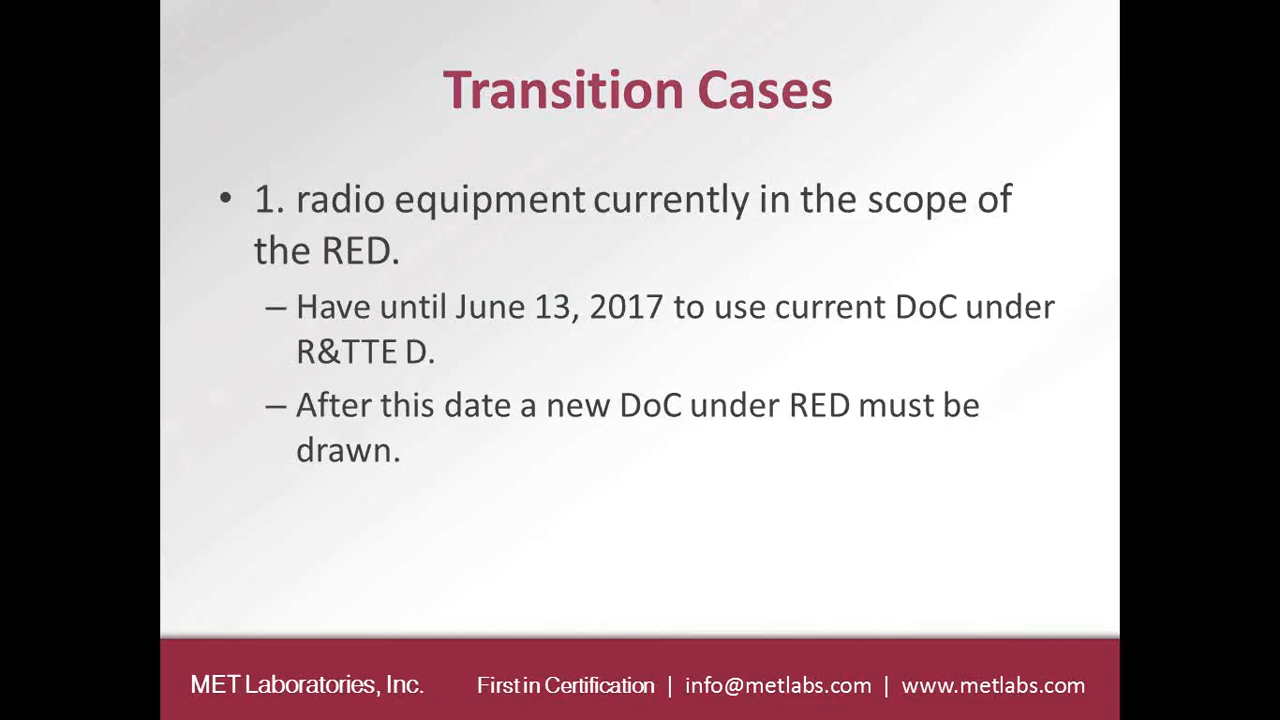 Transition Cases
• 1. radio equipment currently in the scope of
the RED.
– Have until June 13, 2017 to use current DoC under
R&TTE D.
– After this date a new DoC under RED must be
drawn.
MET Laboratories, Inc. First in Certification | info@metlabs.com | www.metlabs.com